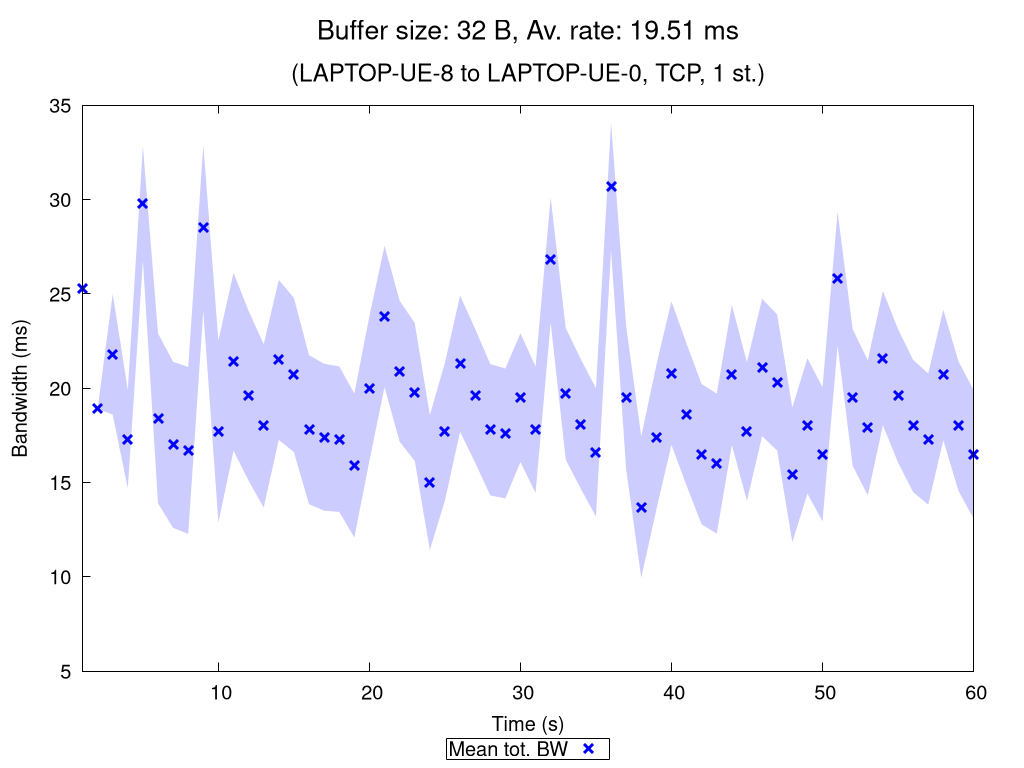 Buffer size: 32 B, Av. rate: 19.51 ms
(LAPTOP-UE-8 to LAPTOP-UE-0, TCP, 1 st.)
35
30
25
20
15
10
5
Bandwidth (ms)
10 20 30 40 50 60
Time (s)
Mean tot. BW